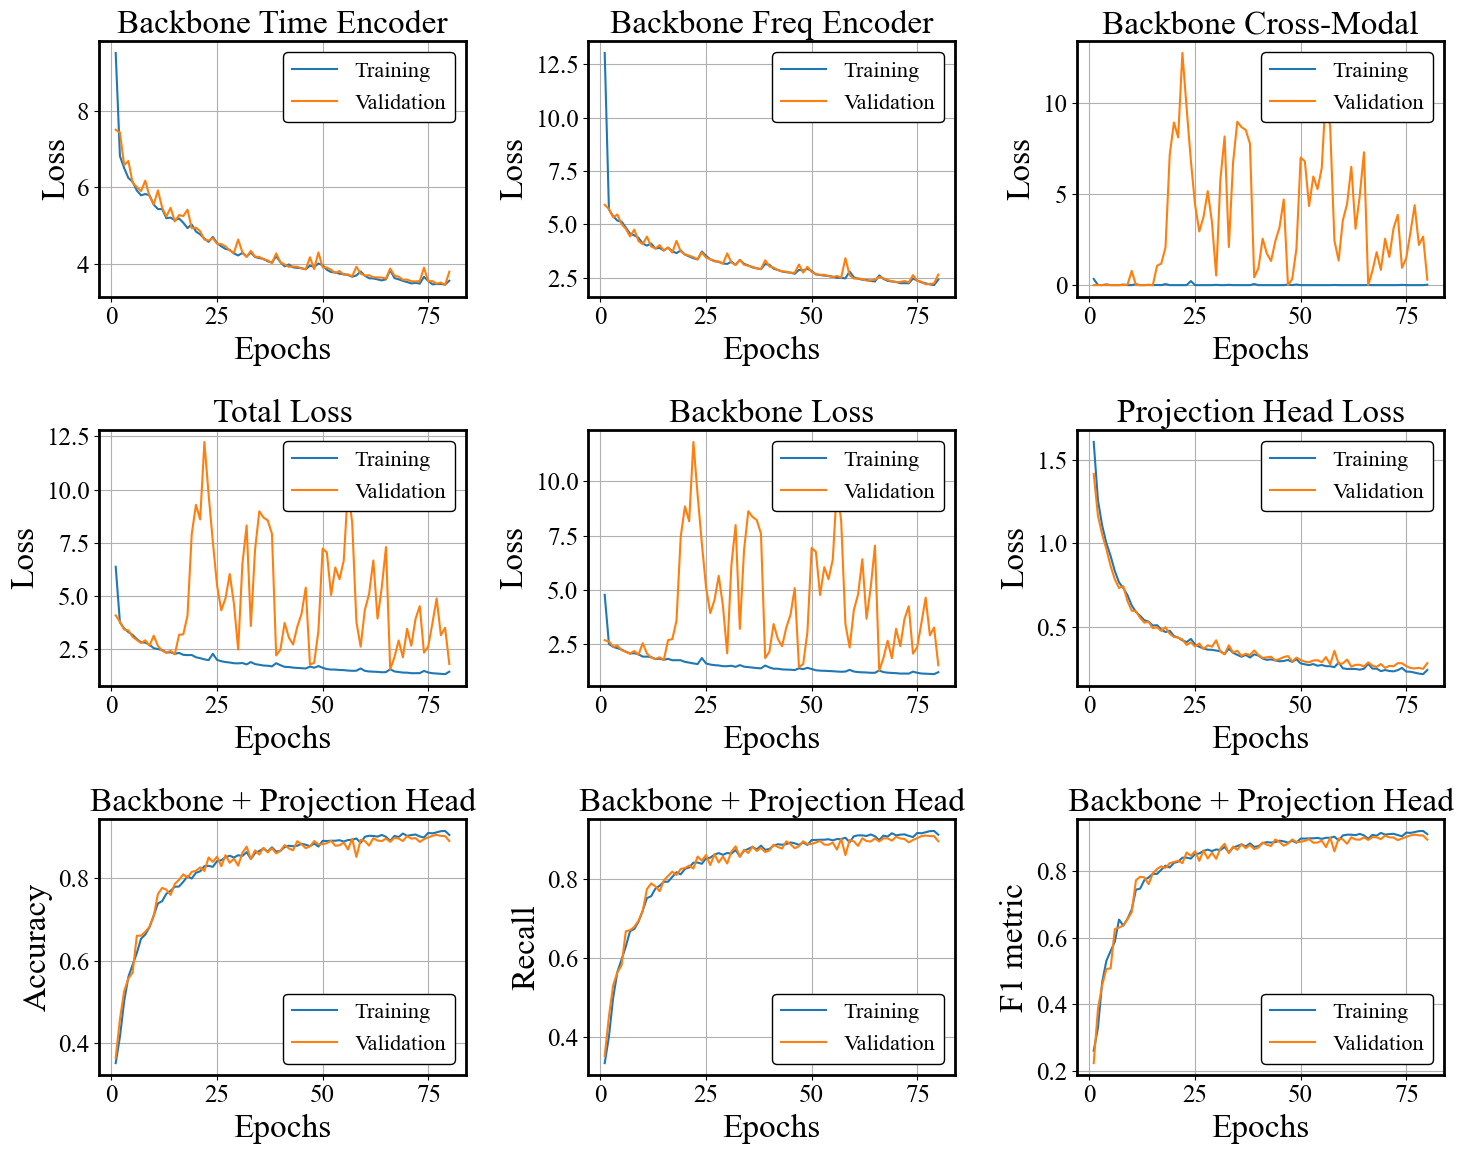 Backbone Time Encoder
Backbone Freq Encoder
Backbone Cross-Modal
Loss
8
6
4
Training
Validation
0
25
50
75
Epochs
Loss
12.5
10.0
7.5
5.0
2.5
Training
Validation
0
25
50
75
Epochs
Loss
10
5
0
Training
Validation
0
25
50
75
Epochs
Total Loss
Backbone Loss
Projection Head Loss
Loss
12.5
10.0
7.5
5.0
2.5
Training
Validation
0
25
50
75
Epochs
Loss
10.0
7.5
5.0
2.5
Training
Validation
0
25
50
75
Epochs
Loss
1.5
1.0
0.5
Training
Validation
0
25
50
75
Epochs
Backbone + Projection Head
Backbone + Projection Head
Backbone + Projection Head
Accuracy
0.8
0.6
0.4
Training
Validation
0
25
50
75
Epochs
Recall
0.8
0.6
0.4
Training
Validation
0
25
50
75
Epochs
F1 metric
0.8
0.6
0.4
0.2
Training
Validation
0
25
50
75
Epochs